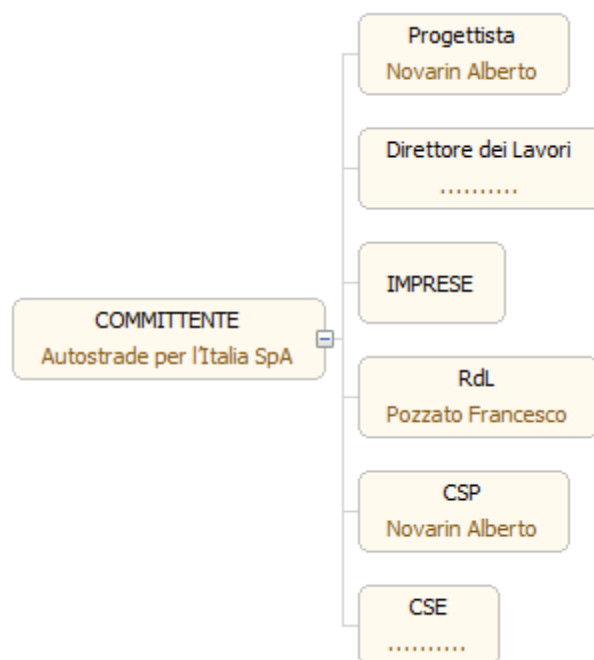 Progettista
Novarin Alberto
Direttore dei Lavori
..........
IMPRESE
COMMITTENTE
Autostrade per l'Italia SpA
RdL
Pozzato Francesco
CSP
Novarin Alberto
CSE
..........